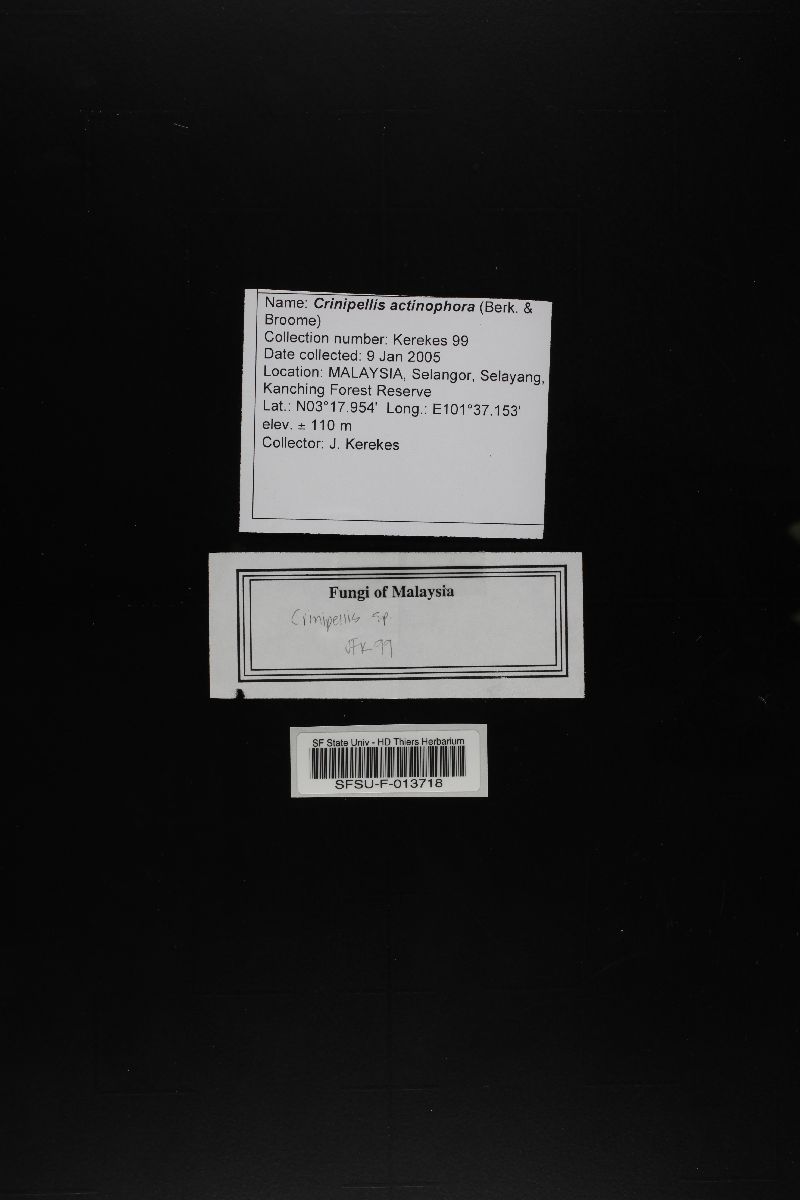 Name: Crinipellis actinophora (Berk. &
Broome)
Collection number: Kerekes 99
Date collected: 9 Jan 2005
Location: MALAYSIA, Selangor, Selayang,
Kanching Forest Reserve
Lat.: N03°17.954' Long.: E101°37.153'
elev. ± 110 m
Collector: J. Kerekes
Fungi of Malaysia
Crinipellis sp.
JFK 99
SF State Univ - HD Thiers Herbarium
SFSU-F-013718